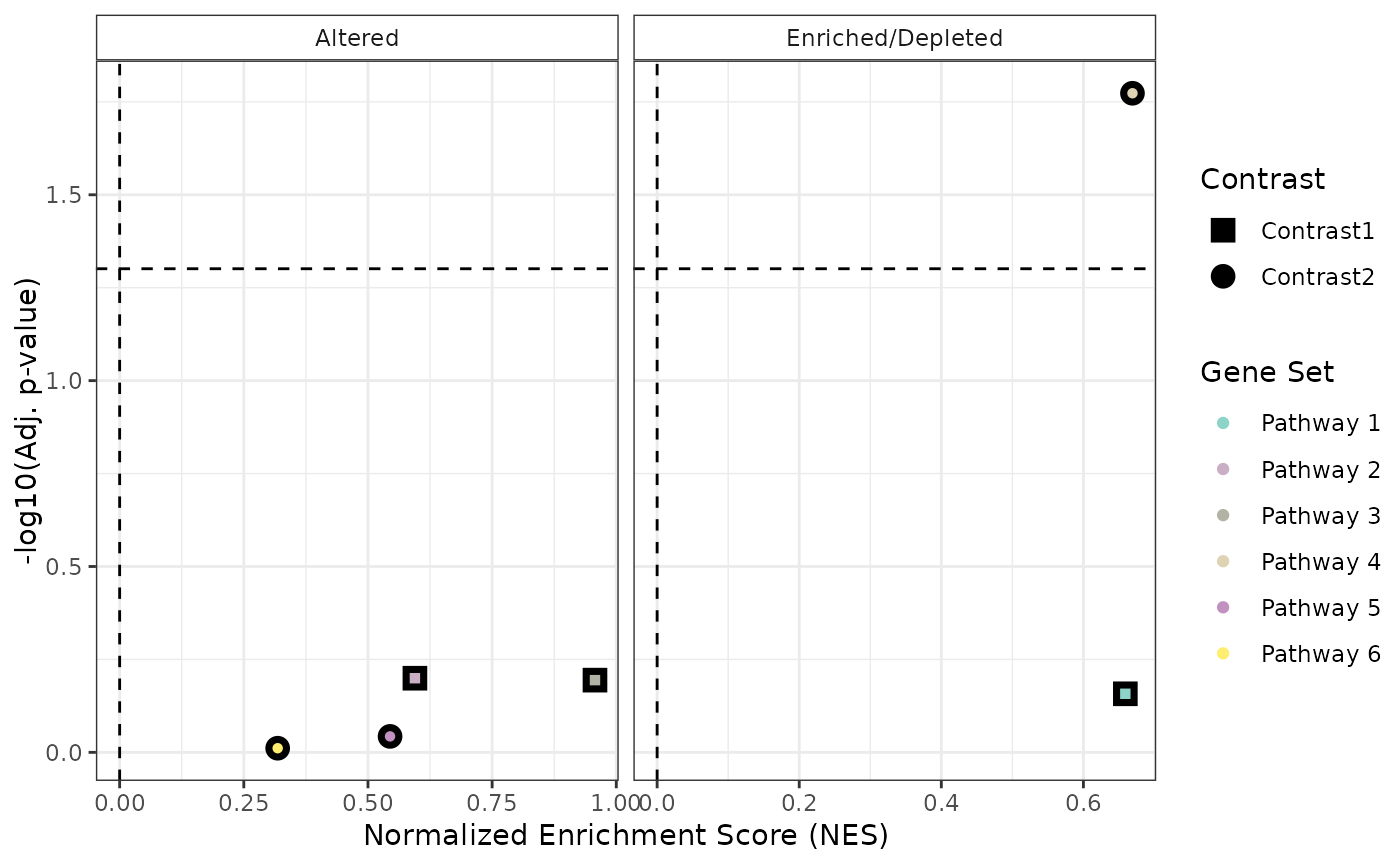 Altered
Enriched/Depleted
-log10(Adj. p-value)
1.5
1.0
0.5
0.0
0.00 0.25 0.50 0.75 1.00
0.0 0.2 0.4 0.6
Normalized Enrichment Score (NES)
Contrast
Contrast1
Contrast2
Gene Set
Pathway 1
Pathway 2
Pathway 3
Pathway 4
Pathway 5
Pathway 6